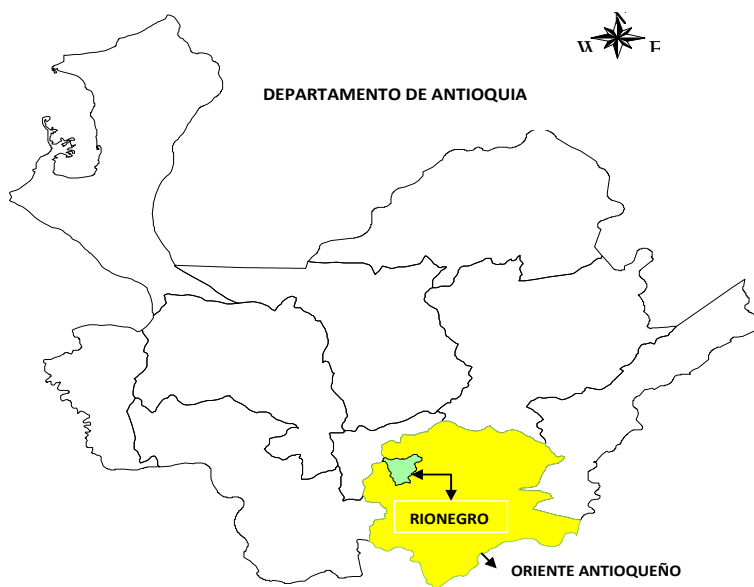 N
W E
DEPARTAMENTO DE ANTIOQUIA
RIONEGRO
ORIENTE ANTIOQUEÑO